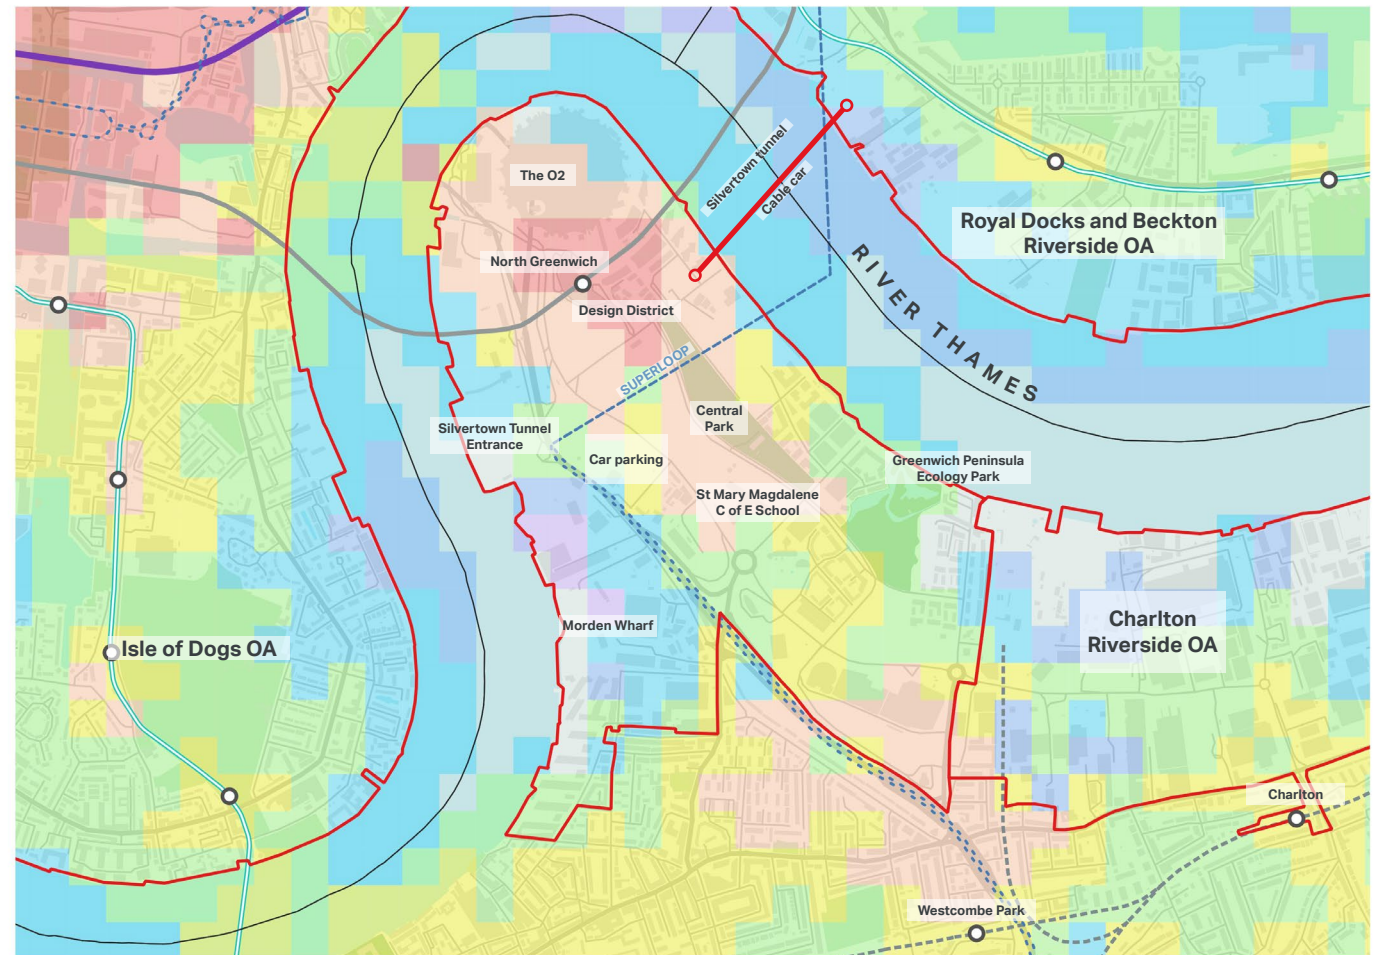 The O2
Silvertown tunnel
Cable car
Royal Docks and Beckton
Riverside OA
North Greenwich
Design District
RIVER THAMES
SUPERLOOP
Central
Park
Silvertown Tunnel
Entrance
Car parking
Greenwich Peninsula
Ecology Park
St Mary Magdalene
C of E School
Morden Wharf
Charlton
Riverside OA
Isle of Dogs OA
Charlton
Westcombe Park